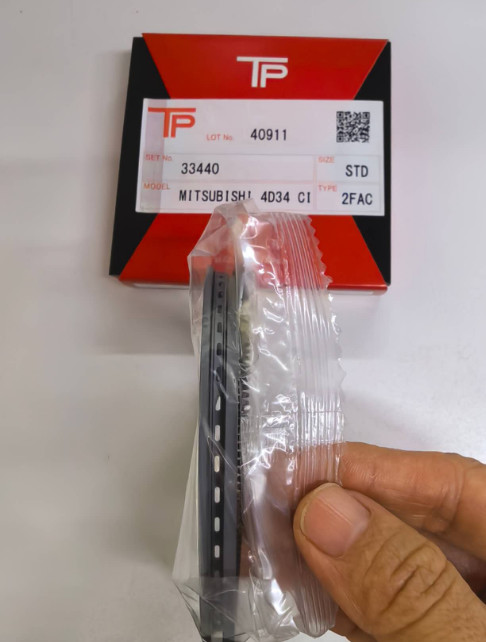 TP
TP LOT No. 40911
SET No. 33440 SIZE STD
MODEL MITSUBISHI 4D34 CI TYPE 2FAC